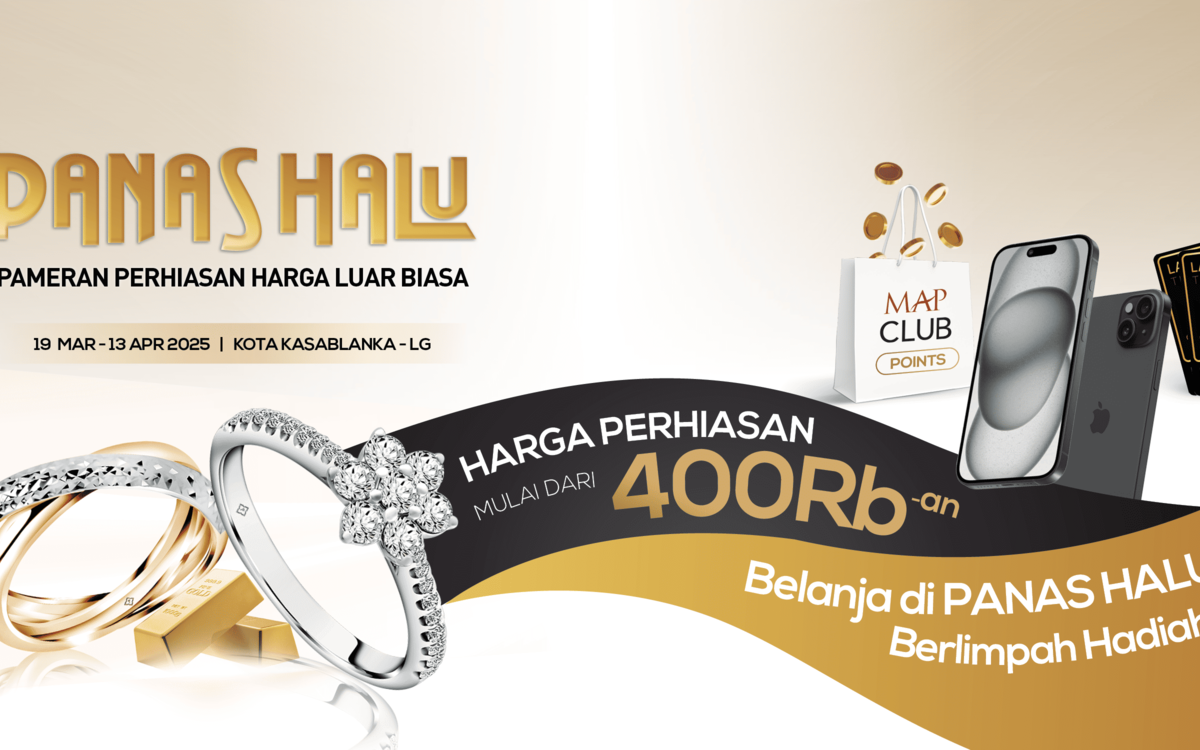 PANAS HALU
PAMERAN PERHIASAN HARGA LUAR BIASA
19 MAR - 13 APR 2025 | KOTA KASABLANKA - LG
HARGA PERHIASAN
MULAI DARI 400Rb-an
MAP
CLUB
POINTS
Belanja di PANAS HALU
Berlimpah Hadiah
GOLD